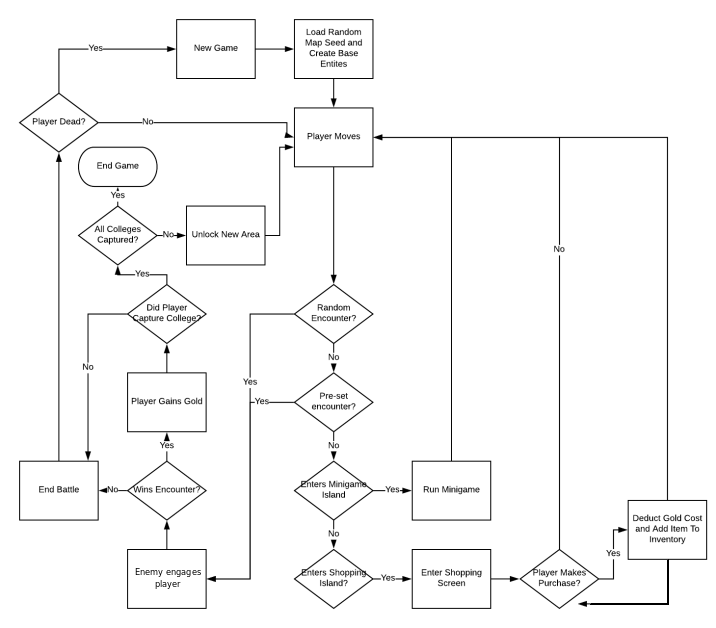 Yes
New Game
Load Random
Map Seed and
Create Base
Entites
Player Dead?
No
Player Moves
End Game
Yes
All Colleges
Captured?
No
Unlock New Area
Yes
No
Did Player
Capture College?
Random
Encounter?
No
No
Yes
Player Gains Gold
Yes
Pre-set
encounter?
Yes
No
End Battle
No
Wins Encounter?
Enters Minigame
Island
Yes
Run Minigame
No
Deduct Gold Cost
and Add Item To
Inventory
Yes
Enemy engages
player
Enters Shopping
Island?
Yes
Enter Shopping
Screen
Player Makes
Purchase?